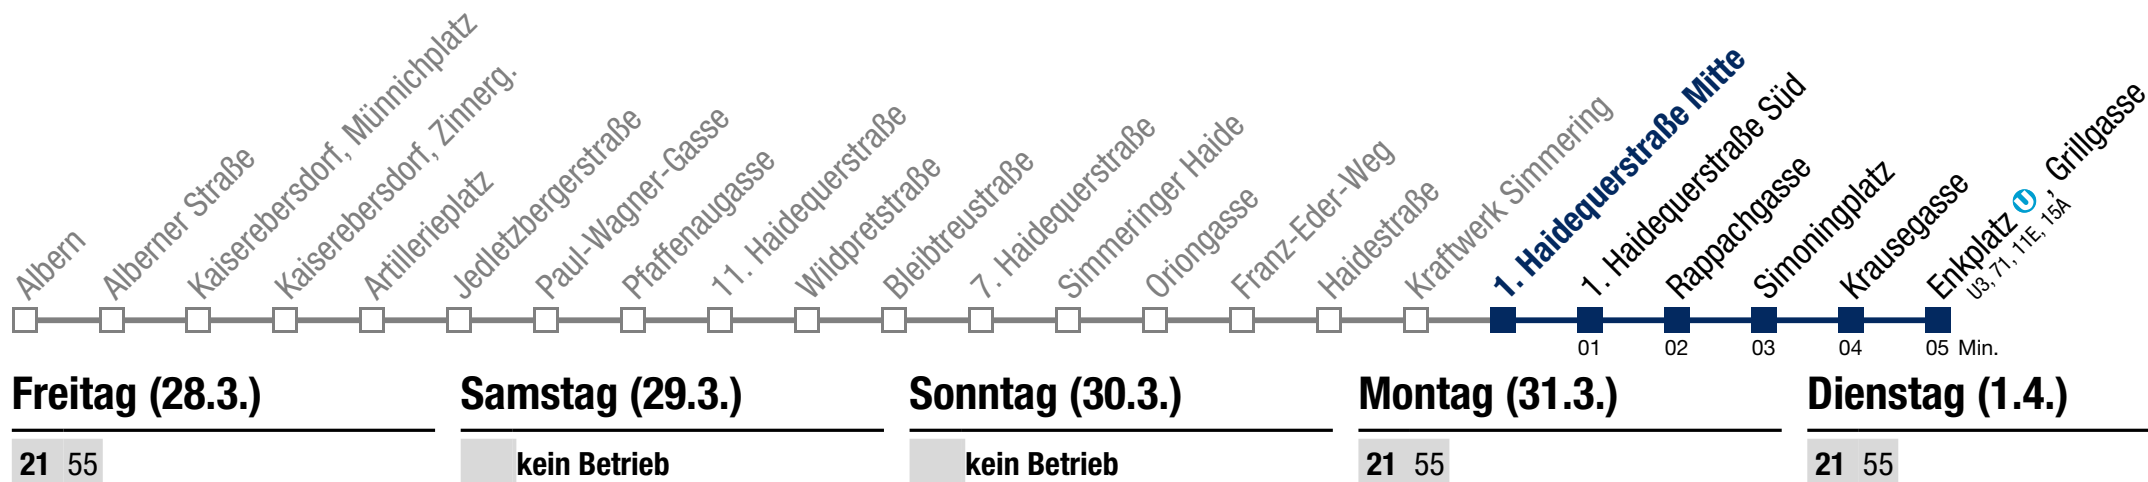 Albern
Alberner Straße
Kaiserebersdorf, Münnichplatz
Kaiserebersdorf, Zinnerg.
Artillerieplatz
Jedletzbergerstraße
Paul-Wagner-Gasse
Pfaffenaugasse
11. Haidequerstraße
Wildpretstraße
Bleibtreustraße
7. Haidequerstraße
Simmeringer Haide
Oriongasse
Franz-Eder-Weg
Haidestraße
Kraftwerk Simmering
1. Haidequerstraße Mitte
1. Haidequerstraße Süd
Rappachgasse
Simoningplatz
Krausegasse
Enkplatz U, Grillgasse
U3, 71, 11E, 15A
01 02 03 04 05 Min.
Freitag (28.3.) Samstag (29.3.) Sonntag (30.3.) Montag (31.3.) Dienstag (1.4.)
21 55 kein Betrieb kein Betrieb 21 55 21 55